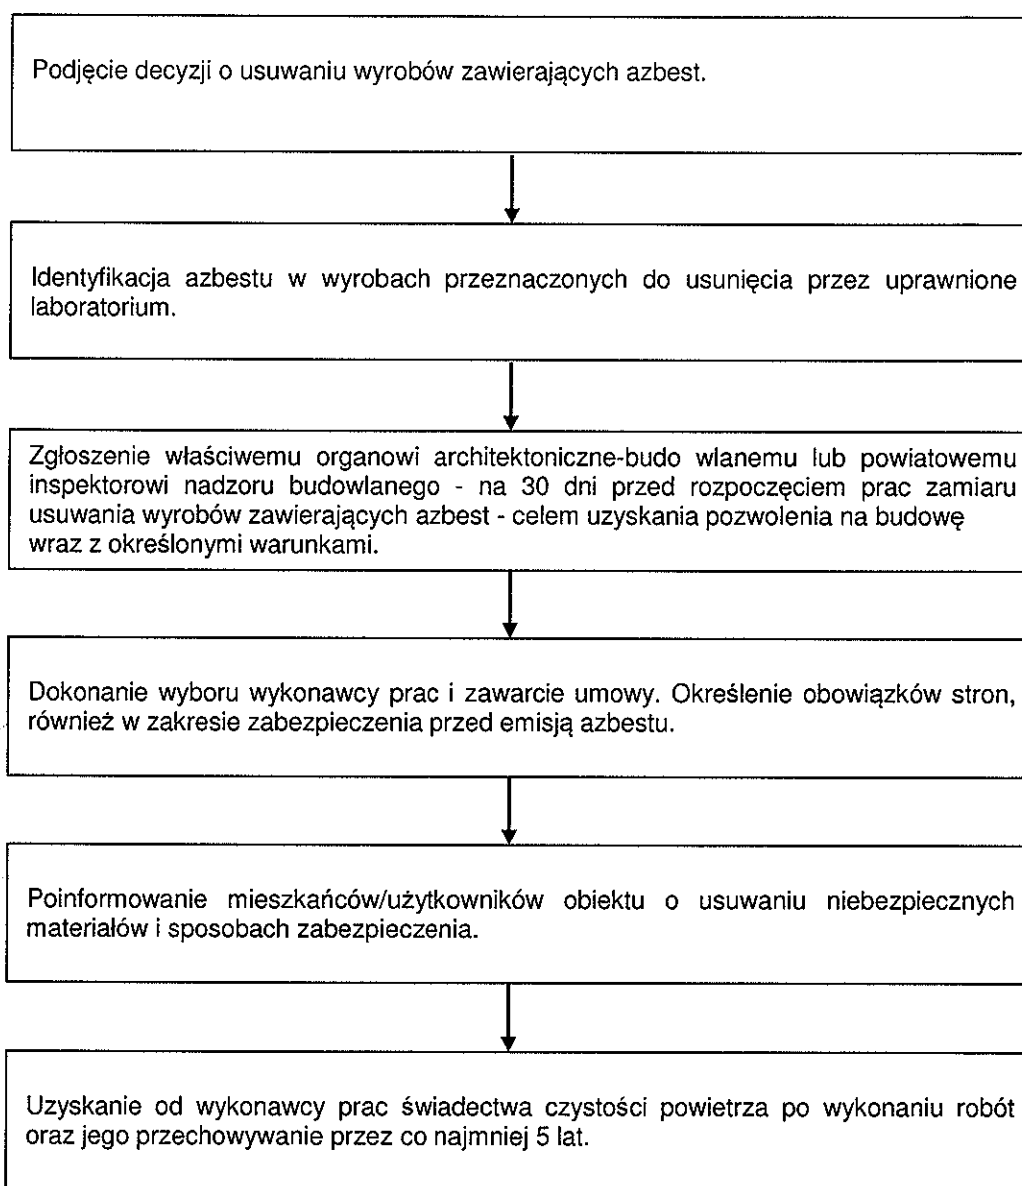 Podjęcie decyzji o usuwaniu wyrobów zawierających azbest.
Identyfikacja azbestu w wyrobach przeznaczonych do usunięcia przez uprawnione
laboratorium.
Zgłoszenie właściwemu organowi architektoniczne-budo wlanemu lub powiatowemu
inspektorowi nadzoru budowlanego - na 30 dni przed rozpoczęciem prac zamiaru
usuwania wyrobów zawierających azbest - celem uzyskania pozwolenia na budowę
wraz z określonymi warunkami.
Dokonanie wyboru wykonawcy prac i zawarcie umowy. Określenie obowiązków stron,
również w zakresie zabezpieczenia przed emisją azbestu.
Poinformowanie mieszkańców/użytkowników obiektu o usuwaniu niebezpiecznych
materiałów i sposobach zabezpieczenia.
Uzyskanie od wykonawcy prac świadectwa czystości powietrza po wykonaniu robót
oraz jego przechowywanie przez co najmniej 5 lat.